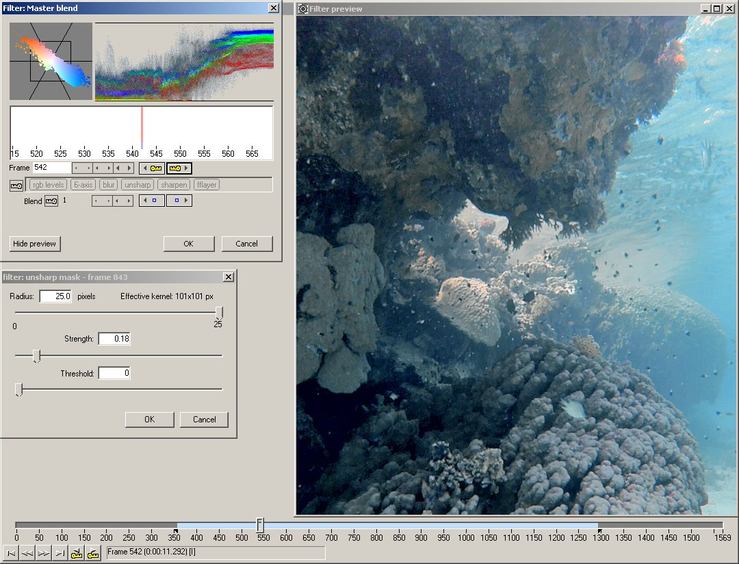 Filter: Master blend
15 520 525 530 535 540 545 550 555 560 565
Frame 542
rgb levels 6-axis blur unsharp sharpen fflayer
Blend 1
Hide preview OK Cancel
filter: unsharp mask - frame 843
Radius: 25.0 pixels Effective kernel: 101x101 px
0 25
Strength: 0.18
Threshold: 0
OK Cancel
Filter preview
0 50 100 150 200 250 300 350 400 450 500 550 600 650 700 750 800 850 900 950 1000 1050 1100 1150 1200 1250 1300 1350 1400 1450 1500 1569
Frame 542 (0:00:11.292) [I]